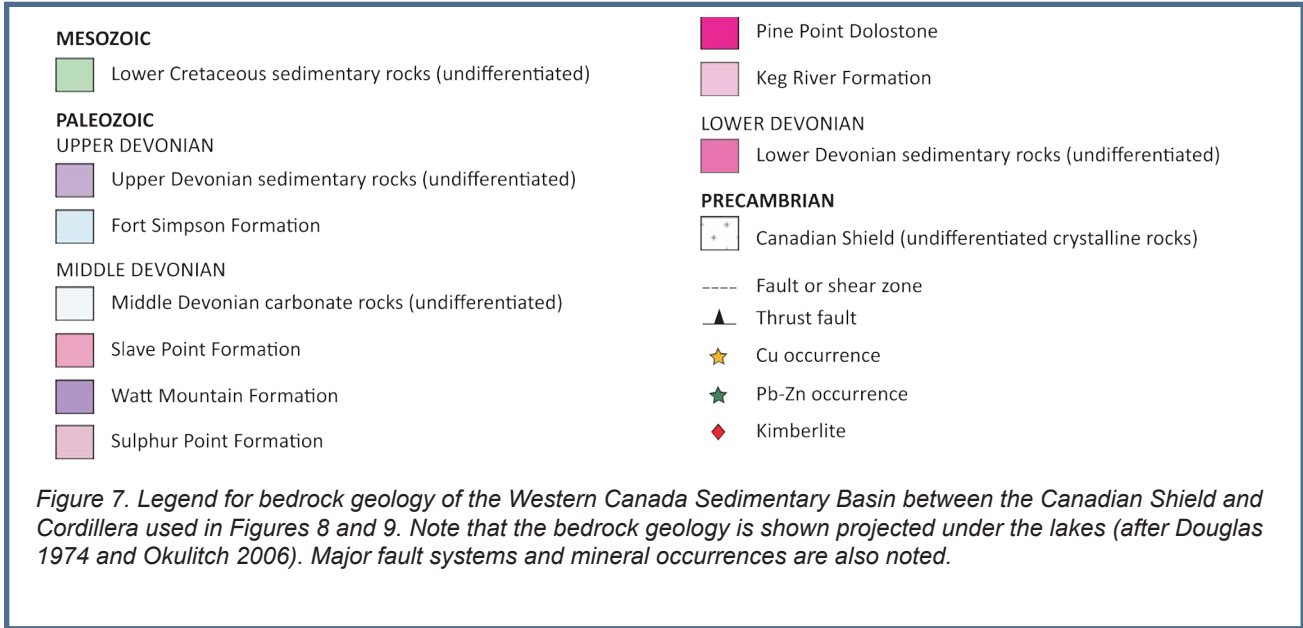 MESOZOIC
Lower Cretaceous sedimentary rocks (undifferentiated)
PALEOZOIC
UPPER DEVONIAN
Upper Devonian sedimentary rocks (undifferentiated)
Fort Simpson Formation
MIDDLE DEVONIAN
Middle Devonian carbonate rocks (undifferentiated)
Slave Point Formation
Watt Mountain Formation
Sulphur Point Formation
Pine Point Dolostone
Keg River Formation
LOWER DEVONIAN
Lower Devonian sedimentary rocks (undifferentiated)
PRECAMBRIAN
Canadian Shield (undifferentiated crystalline rocks)
Fault or shear zone
Thrust fault
Cu occurrence
Pb-Zn occurrence
Kimberlite
Figure 7. Legend for bedrock geology of the Western Canada Sedimentary Basin between the Canadian Shield and
Cordillera used in Figures 8 and 9. Note that the bedrock geology is shown projected under the lakes (after Douglas
1974 and Okulitch 2006). Major fault systems and mineral occurrences are also noted.